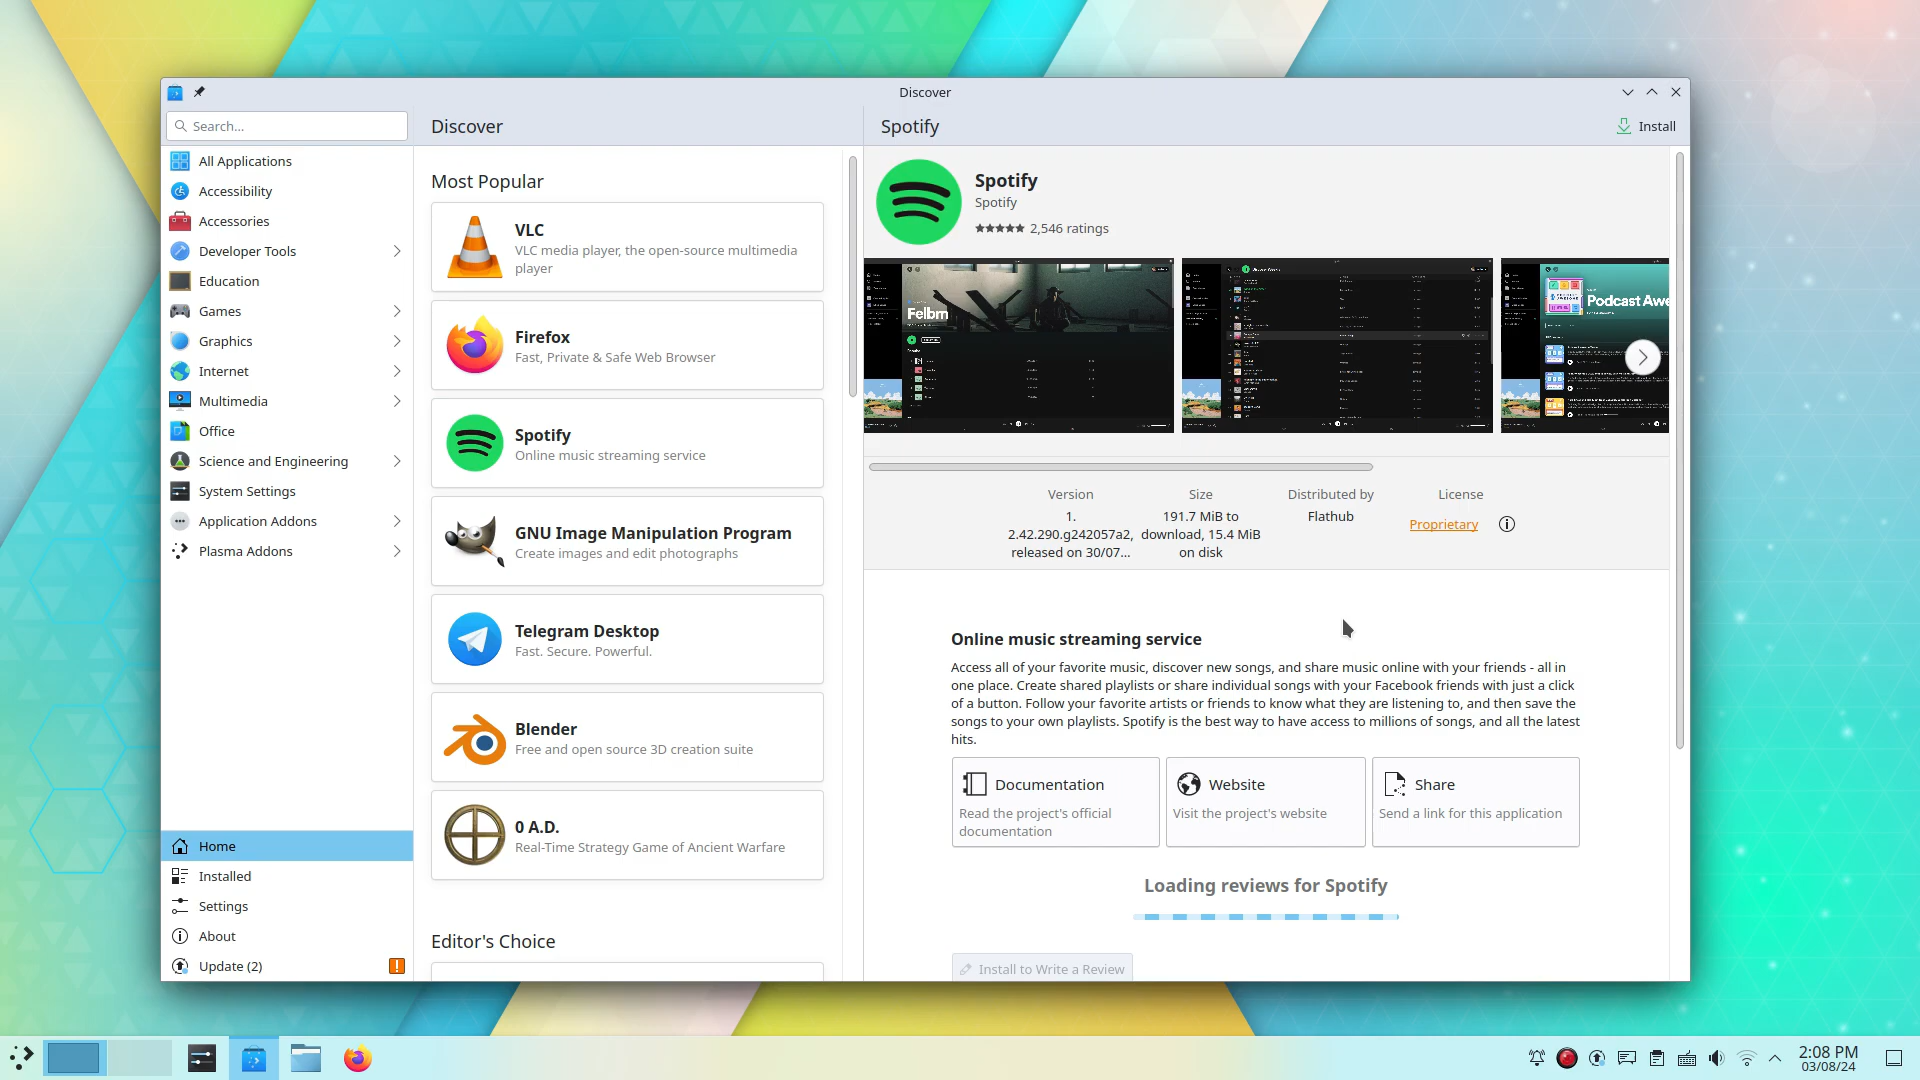 Discover
Search...
Discover
Spotify
Install
All Applications
Accessibility
Accessories
Developer Tools
Education
Games
Graphics
Internet
Multimedia
Office
Science and Engineering
System Settings
Application Addons
Plasma Addons
Home
Installed
Settings
About
Update (2)
Most Popular
VLC
VLC media player, the open-source multimedia
player
Firefox
Fast, Private & Safe Web Browser
Spotify
Online music streaming service
GNU Image Manipulation Program
Create images and edit photographs
Telegram Desktop
Fast. Secure. Powerful.
Blender
Free and open source 3D creation suite
0 A.D.
Real-Time Strategy Game of Ancient Warfare
Editor's Choice
Spotify
Spotify
2,546 ratings
Felbm
Podcast Awe
Version
1.
2.42.290.g242057a2,
released on 30/07...
Size
191.7 MiB to
download, 15.4 MiB
on disk
Distributed by
Flathub
License
Proprietary
Online music streaming service
Access all of your favorite music, discover new songs, and share music online with your friends - all in
one place. Create shared playlists or share individual songs with your Facebook friends with just a click
of a button. Follow your favorite artists or friends to know what they are listening to, and then save the
songs to your own playlists. Spotify is the best way to have access to millions of songs, and all the latest
hits.
Documentation
Read the project's official
documentation
Website
Visit the project's website
Share
Send a link for this application
Loading reviews for Spotify
Install to Write a Review
2:08 PM
03/08/24